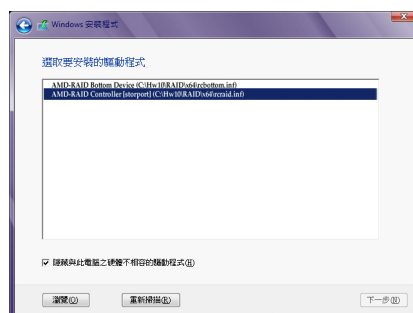 Windows 安裝程式
選取要安裝的驅動程式
AMD-RAID Bottom Device (C:\Hw10\RAID\x64\rcbottom.inf)
AMD-RAID Controller [storport] (C:\Hw10\RAID\x64\rcraid.inf)
隱藏與此電腦之硬體不相容的驅動程式(H)
瀏覽(O)
重新掃描(R)
下一步(N)